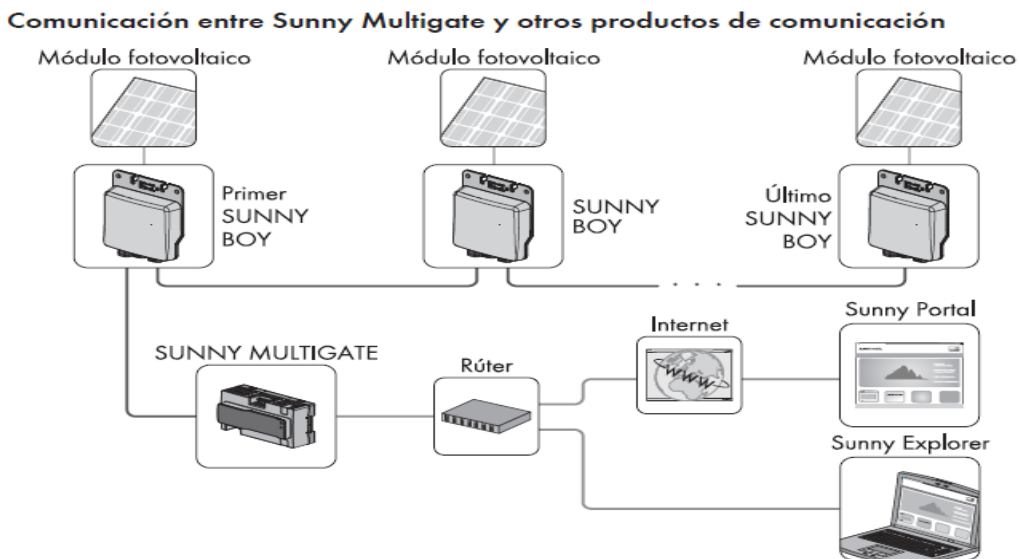 Comunicación entre Sunny Multigate y otros productos de comunicación
Módulo fotovoltaico
Módulo fotovoltaico
Módulo fotovoltaico
Primer
SUNNY
BOY
SUNNY
BOY
Último
SUNNY
BOY
SUNNY MULTIGATE
Rúter
Internet
www
Sunny Portal
Sunny Explorer